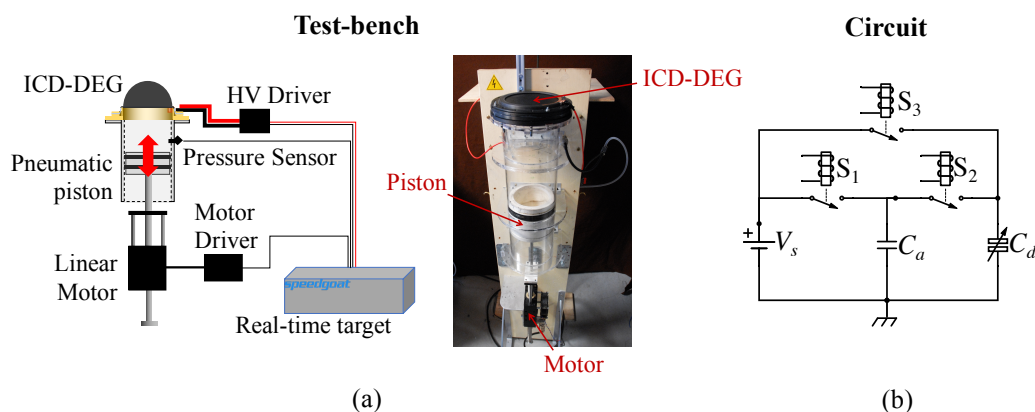 Test-bench
Circuit
(a)
ICD-DEG
HV Driver
Pressure Sensor
Pneumatic
piston
Motor
Driver
Linear
Motor
speedgoat
Real-time target
ICD-DEG
Piston
Motor
S3
S1
S2
+
Vs
Ca
Cd
(b)